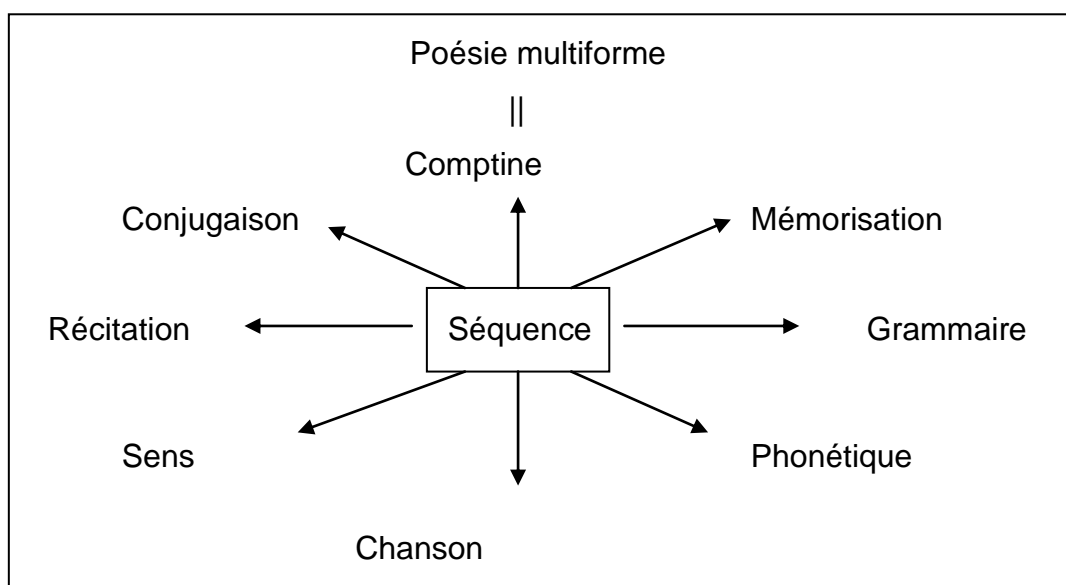 Poésie multiforme
||
Comptine
Conjugaison Mémorisation
Récitation Séquence Grammaire
Sens Phonétique
Chanson